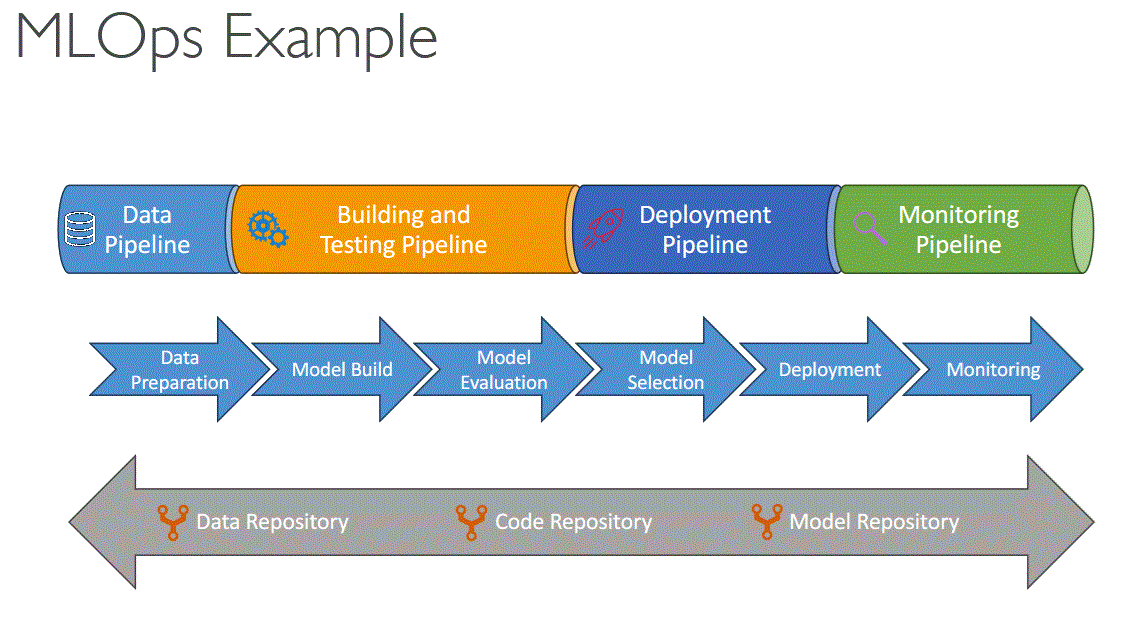 MLOps Example
Data
Pipeline
Building and
Testing Pipeline
Deployment
Pipeline
Monitoring
Pipeline
Data
Preparation
Model Build
Model
Evaluation
Model
Selection
Deployment
Monitoring
Data Repository
Code Repository
Model Repository